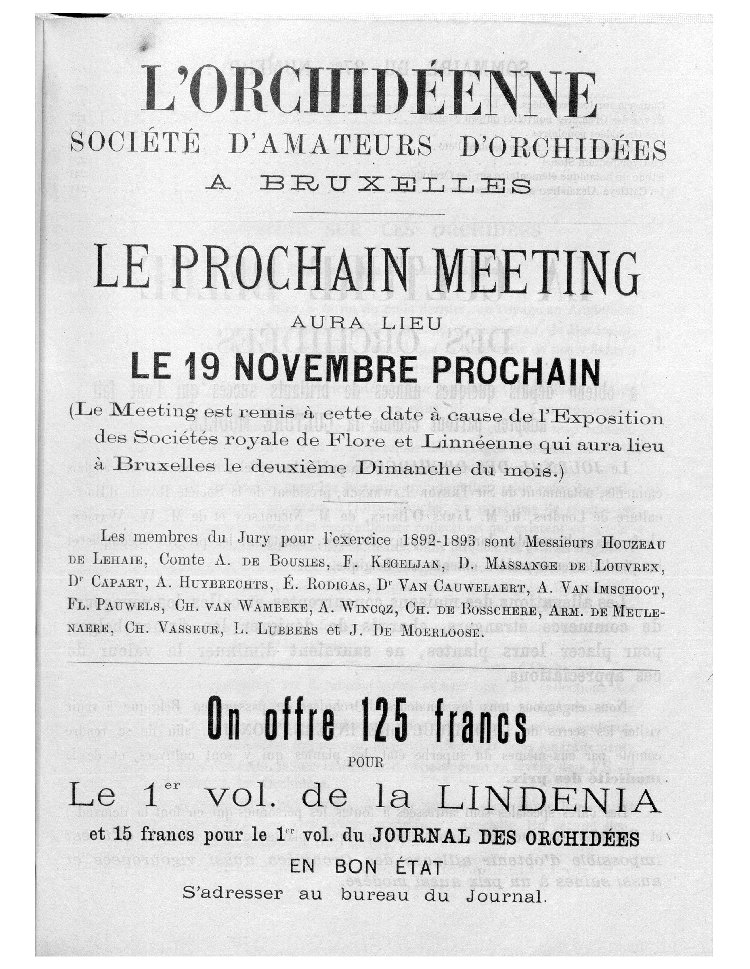 L'ORCHIDÉENNE
SOCIÉTÉ D'AMATEURS D'ORCHIDÉES
A BRUXELLES
LE PROCHAIN MEETING
AURA LIEU
LE 19 NOVEMBRE PROCHAIN
(Le Meeting est remis à cette date à cause de l'Exposition
des Sociétés royale de Flore et Linnéenne qui aura lieu
à Bruxelles le deuxième Dimanche du mois.)
Les membres du Jury pour l'exercice 1892-1893 sont Messieurs HOUZEAU
DE LEHAIE, Comte A. DE BOUSIES, F. KEGELJAN, D. MASSANGE DE LOUVREX,
Dr CAPART, A. HUYBRECHTS, É. RODIGAS, Dr VAN CAUWELAERT, A. VAN IMSCHOOT,
FL. PAUWELS, CH. VAN WAMBEKE, A. WINCQZ, CH. DE BOSSCHERE, ARM. DE MEULE-
NAERE, CH. VASSEUR, L. LUBBERS et J. DE MOERLOOSE.
On offre 125 francs
POUR
Le 1er vol. de la LINDENIA
et 15 francs pour le 1er vol. du JOURNAL DES ORCHIDÉES
EN BON ÉTAT
S'adresser au bureau du Journal.